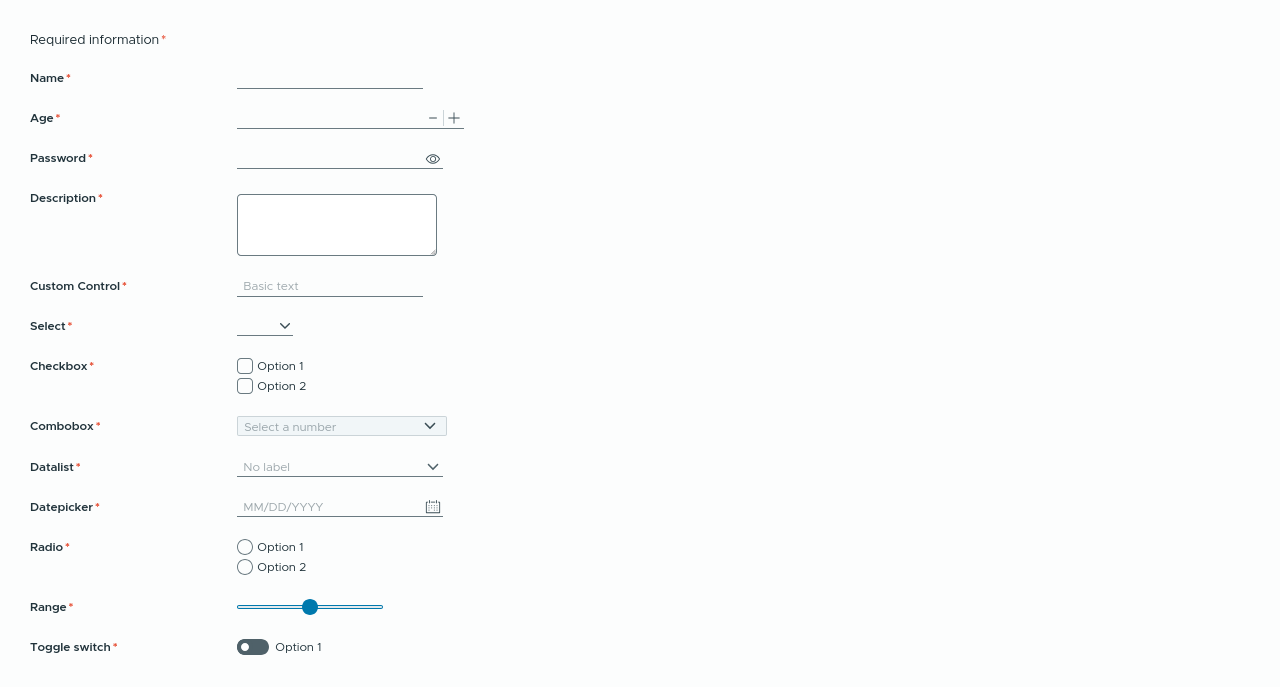 Required information*
Name*
Age*
Password*
Description*
Custom Control* Basic text
Select*
Checkbox* Option 1
Option 2
Combobox* Select a number
Datalist* No label
Datepicker* MM/DD/YYYY
Radio* Option 1
Option 2
Range*
Toggle switch* Option 1